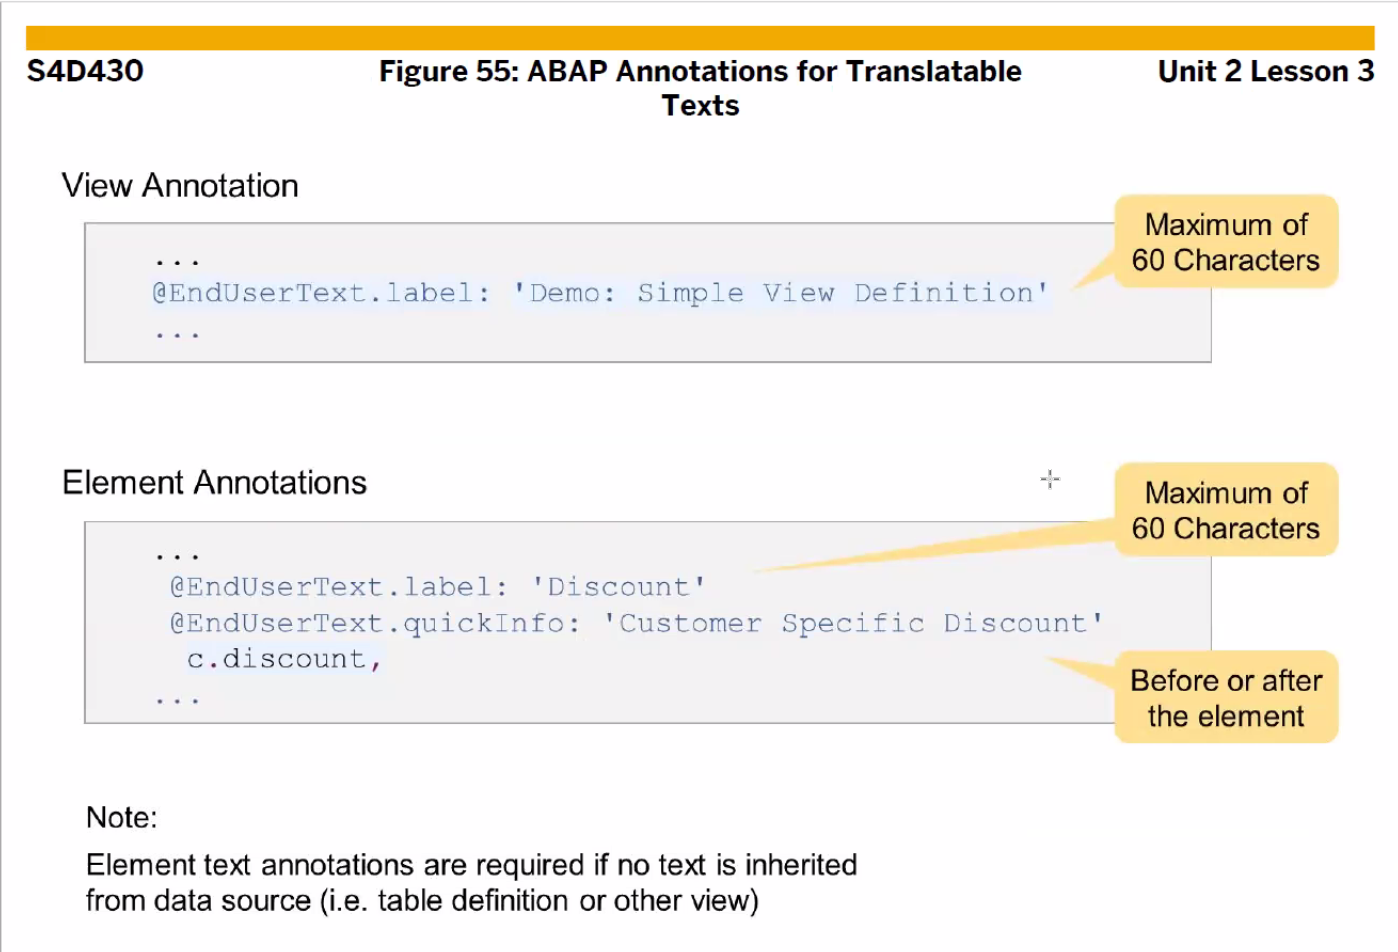 S4D430
Figure 55: ABAP Annotations for Translatable
Texts
Unit 2 Lesson 3
View Annotation
Maximum of
60 Characters
...
@EndUserText.label: 'Demo: Simple View Definition'
...
Element Annotations
Maximum of
60 Characters
...
@EndUserText.label: 'Discount'
@EndUserText.quickInfo: 'Customer Specific Discount'
c.discount,
...
Before or after
the element
Note:
Element text annotations are required if no text is inherited
from data source (i.e. table definition or other view)